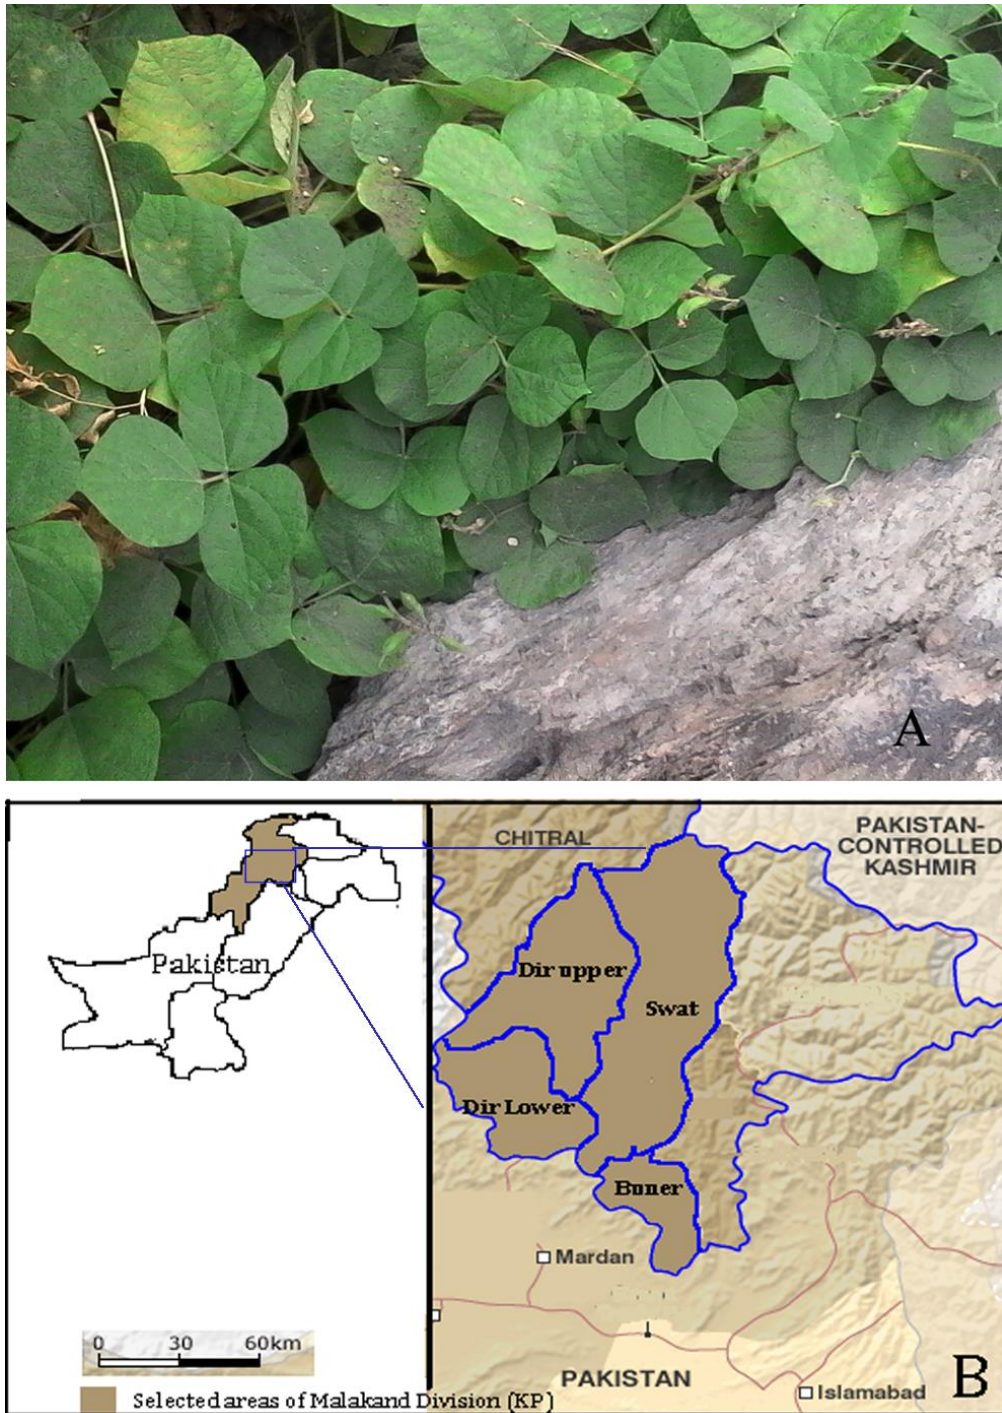 A
CHITRAL
PAKISTAN-
CONTROLLED
KASHMIR
Pakistan
Dir upper
Swat
Dir Lower
Buner
Mardan
0 30 60km
PAKISTAN
Islamabad
B
Selected areas of Malakand Division (KP)